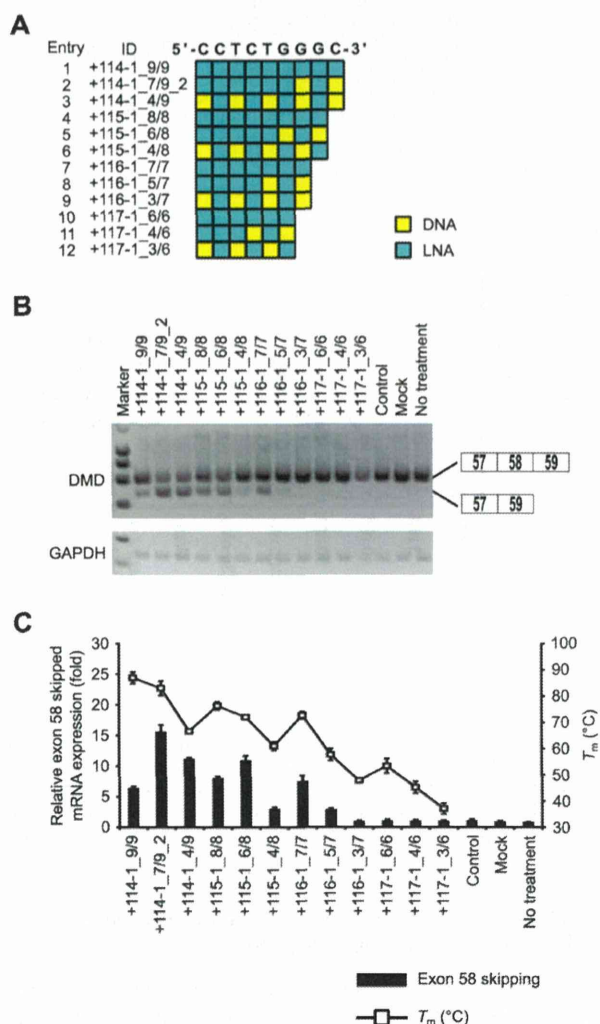 A
Entry ID 5'-C C T C T G G G C-3'
1 +114-1_9/9
2 +114-1_7/9_2
3 +114-1_4/9
4 +115-1_8/8
5 +115-1_6/8
6 +115-1_4/8
7 +116-1_7/7
8 +116-1_5/7
9 +116-1_3/7
10 +117-1_6/6
11 +117-1_4/6
12 +117-1_3/6
DNA
LNA
B
Marker
+114-1_9/9
+114-1_7/9_2
+114-1_4/9
+115-1_8/8
+115-1_6/8
+115-1_4/8
+116-1_7/7
+116-1_5/7
+116-1_3/7
+117-1_6/6
+117-1_4/6
+117-1_3/6
Control
Mock
No treatment
DMD
57 58 59
57 59
GAPDH
C
Relative exon 58 skipped
mRNA expression (fold)
30
25
20
15
10
5
0
100
90
80
70
60
50
40
30
Tm (°C)
+114-1_9/9
+114-1_7/9_2
+114-1_4/9
+115-1_8/8
+115-1_6/8
+115-1_4/8
+116-1_7/7
+116-1_5/7
+116-1_3/7
+117-1_6/6
+117-1_4/6
+117-1_3/6
Control
Mock
No treatment
Exon 58 skipping
Tm (°C)